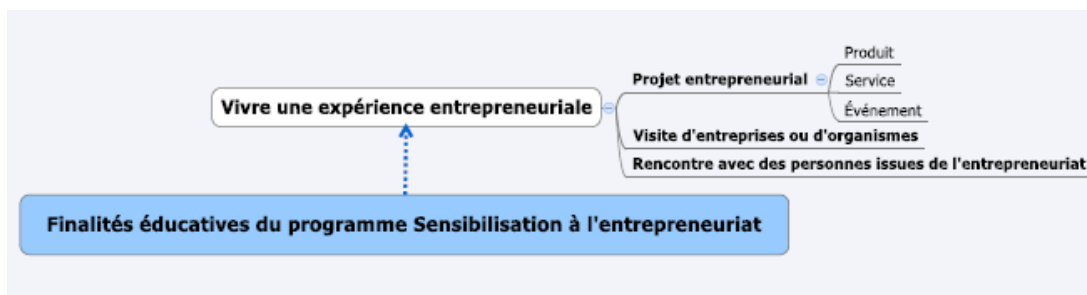 Produit
Projet entrepreneurial
Service
Vivre une expérience entrepreneuriale
Événement
Visite d'entreprises ou d'organismes
Rencontre avec des personnes issues de l'entrepreneuriat
Finalités éducatives du programme Sensibilisation à l'entrepreneuriat